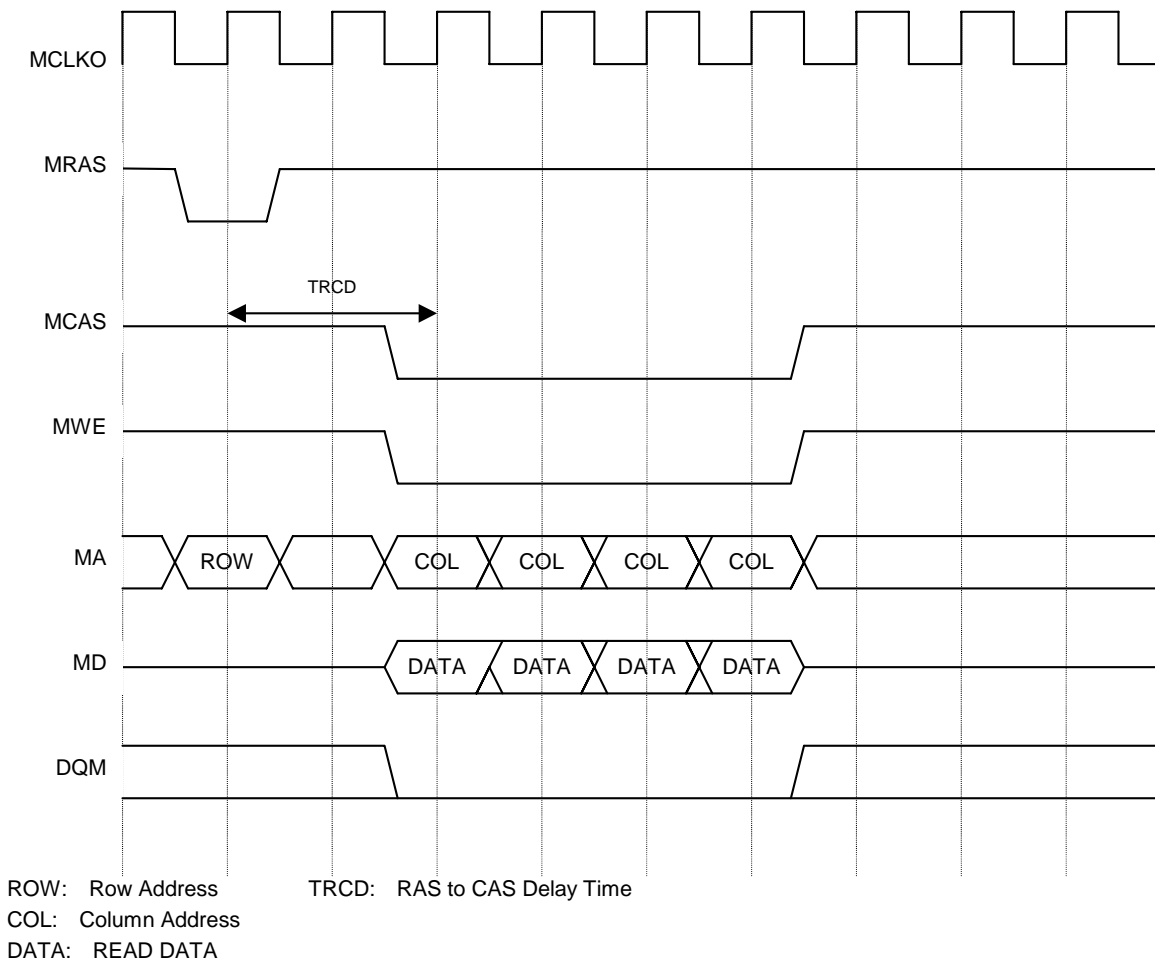 MCLKO
MRAS
TRCD
MCAS
MWE
MA ROW COL COL COL COL
MD DATA DATA DATA DATA
DQM
ROW: Row Address TRCD: RAS to CAS Delay Time
COL: Column Address
DATA: READ DATA